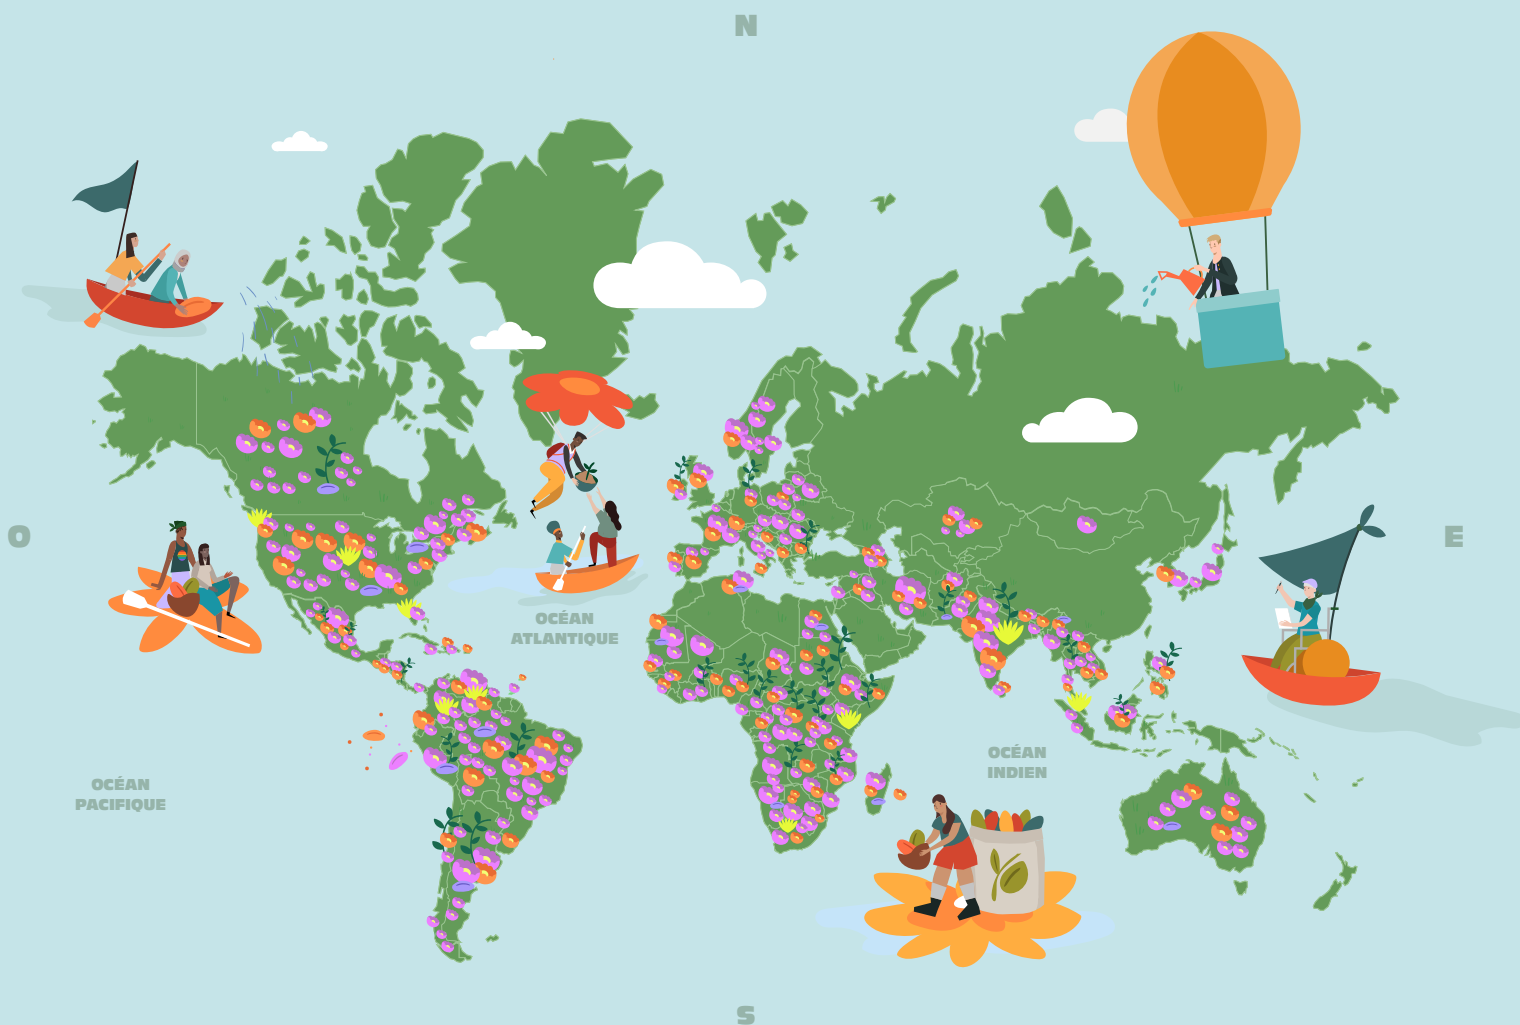 N
O
E
OCÉAN
ATLANTIQUE
OCÉAN
INDIEN
OCÉAN
PACIFIQUE
S